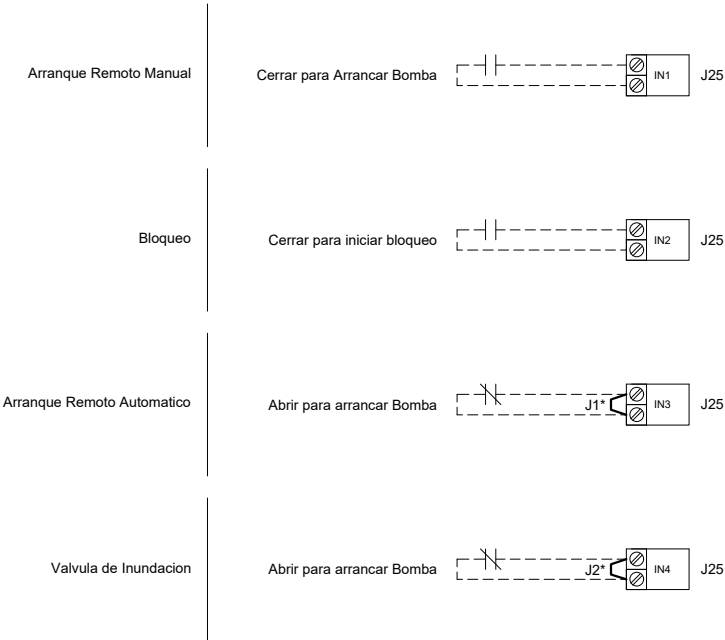 Arranque Remoto Manual Cerrar para Arrancar Bomba IN1 J25
Bloqueo Cerrar para iniciar bloqueo IN2 J25
Arranque Remoto Automatico Abrir para arrancar Bomba J1* IN3 J25
Valvula de Inundacion Abrir para arrancar Bomba J2* IN4 J25